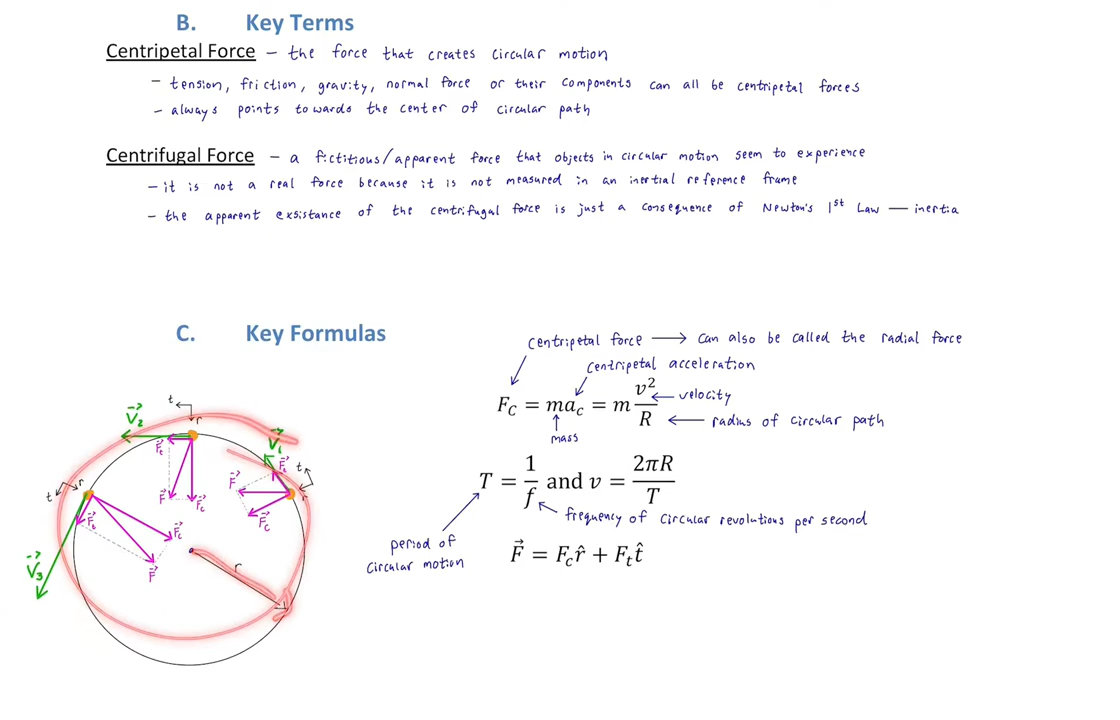 B. Key Terms
Centripetal Force – the force that creates circular motion
– tension, friction, gravity, normal force or their components can all be centripetal forces
– always points towards the center of circular path
Centrifugal Force – a fictitious/apparent force that objects in circular motion seem to experience
– it is not a real force because it is not measured in an inertial reference frame
– the apparent exsistance of the centrifugal force is just a consequence of Newton's 1st Law — inertia
C. Key Formulas
centripetal force → can also be called the radial force
centripetal acceleration
F_C = ma_c = m v²/R
velocity
radius of circular path
mass
T = 1/f and v = 2πR/T
frequency of circular revolutions per second
period of
circular motion
F⃗ = F_c r̂ + F_t t̂
t
r
V⃗₂
F⃗t
F⃗
F⃗c
V⃗₁
t
r
F⃗t
F⃗
F⃗c
t
r
F⃗t
F⃗c
F⃗
V⃗₃
r